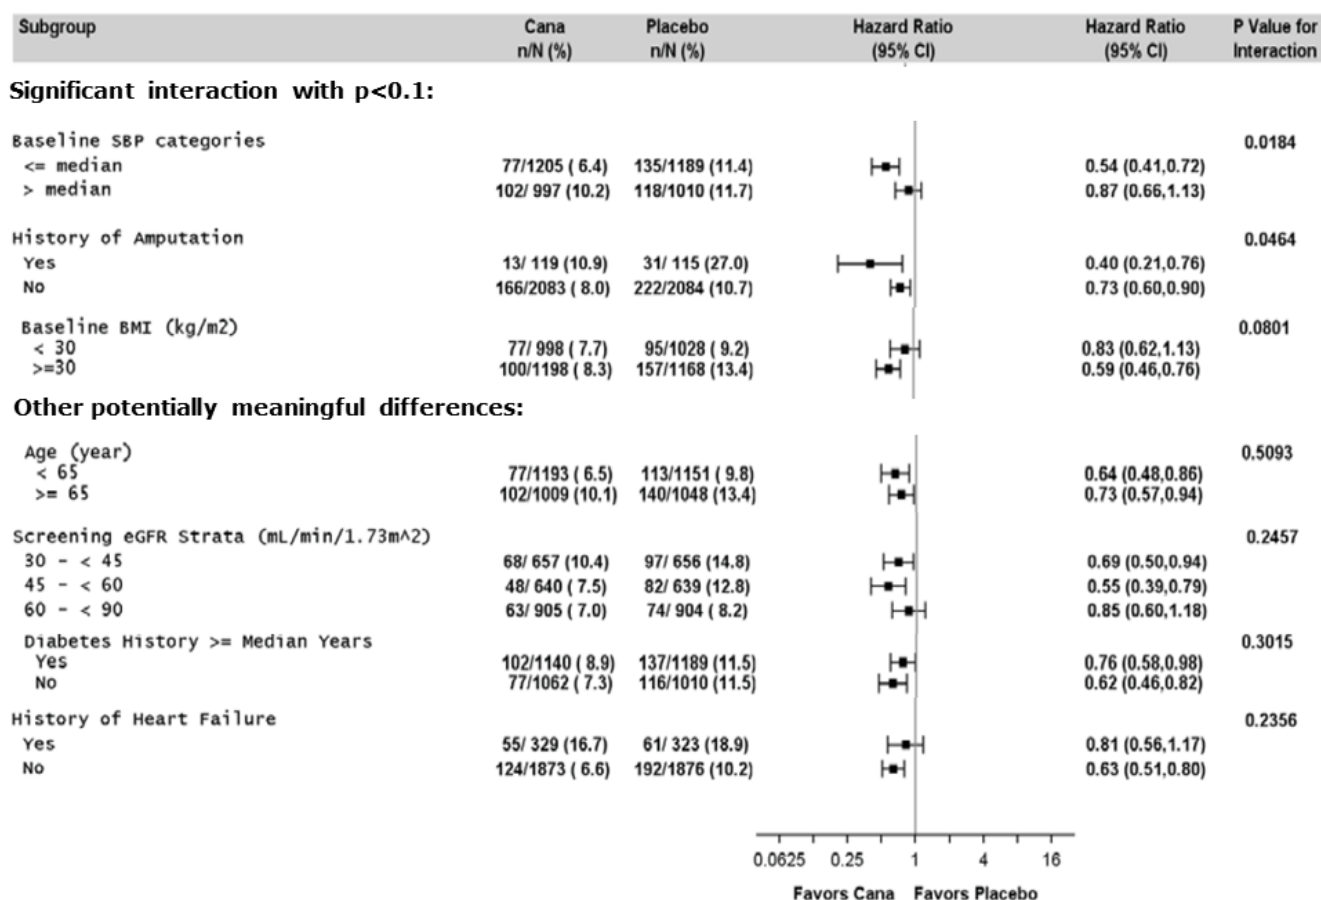 Subgroup Cana Placebo Hazard Ratio Hazard Ratio P Value for
n/N (%) n/N (%) (95% CI) (95% CI) Interaction
Significant interaction with p<0.1:
Baseline SBP categories 0.0184
<= median 77/1205 ( 6.4) 135/1189 (11.4) 0.54 (0.41,0.72)
> median 102/ 997 (10.2) 118/1010 (11.7) 0.87 (0.66,1.13)
History of Amputation 0.0464
Yes 13/ 119 (10.9) 31/ 115 (27.0) 0.40 (0.21,0.76)
No 166/2083 ( 8.0) 222/2084 (10.7) 0.73 (0.60,0.90)
Baseline BMI (kg/m2) 0.0801
< 30 77/ 998 ( 7.7) 95/1028 ( 9.2) 0.83 (0.62,1.13)
>=30 100/1198 ( 8.3) 157/1168 (13.4) 0.59 (0.46,0.76)
Other potentially meaningful differences:
Age (year) 0.5093
< 65 77/1193 ( 6.5) 113/1151 ( 9.8) 0.64 (0.48,0.86)
>= 65 102/1009 (10.1) 140/1048 (13.4) 0.73 (0.57,0.94)
Screening eGFR Strata (mL/min/1.73m^2) 0.2457
30 - < 45 68/ 657 (10.4) 97/ 656 (14.8) 0.69 (0.50,0.94)
45 - < 60 48/ 640 ( 7.5) 82/ 639 (12.8) 0.55 (0.39,0.79)
60 - < 90 63/ 905 ( 7.0) 74/ 904 ( 8.2) 0.85 (0.60,1.18)
Diabetes History >= Median Years 0.3015
Yes 102/1140 ( 8.9) 137/1189 (11.5) 0.76 (0.58,0.98)
No 77/1062 ( 7.3) 116/1010 (11.5) 0.62 (0.46,0.82)
History of Heart Failure 0.2356
Yes 55/ 329 (16.7) 61/ 323 (18.9) 0.81 (0.56,1.17)
No 124/1873 ( 6.6) 192/1876 (10.2) 0.63 (0.51,0.80)
0.0625 0.25 1 4 16
Favors Cana Favors Placebo